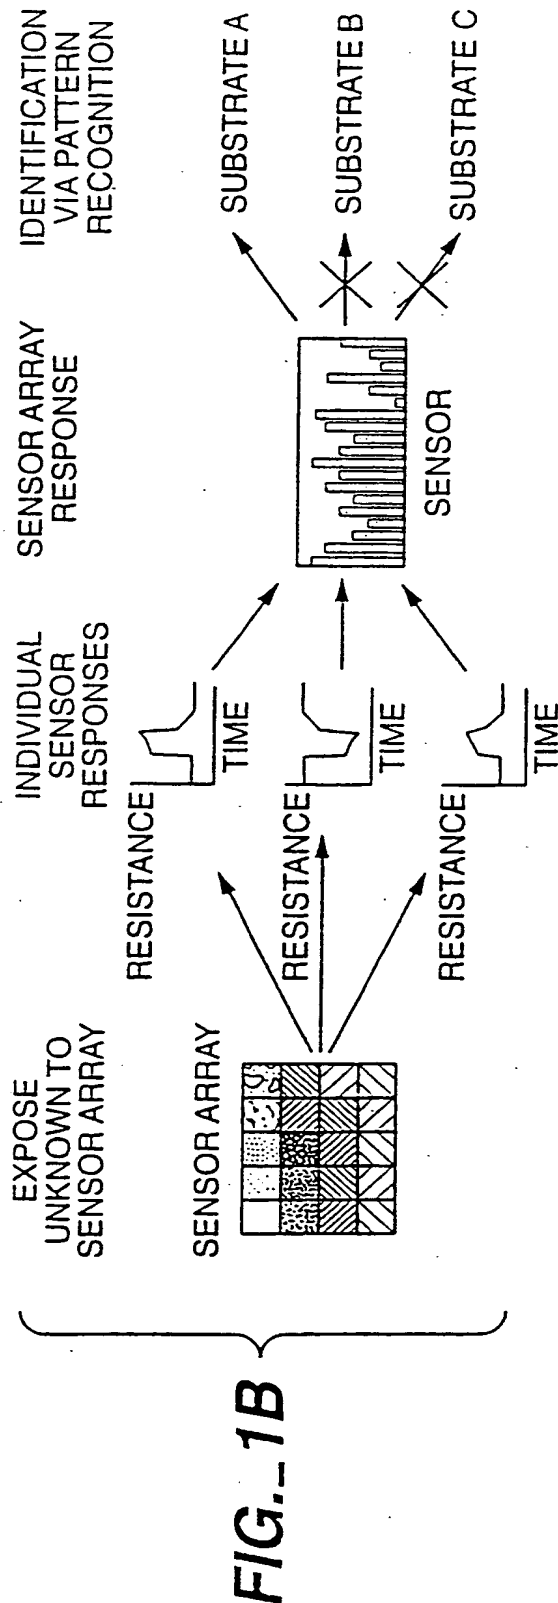 EXPOSE
UNKNOWN TO
SENSOR ARRAY
SENSOR ARRAY
INDIVIDUAL
SENSOR
RESPONSES
RESISTANCE
TIME
RESISTANCE
TIME
RESISTANCE
TIME
SENSOR ARRAY
RESPONSE
SENSOR
IDENTIFICATION
VIA PATTERN
RECOGNITION
SUBSTRATE A
SUBSTRATE B
SUBSTRATE C
FIG._1B